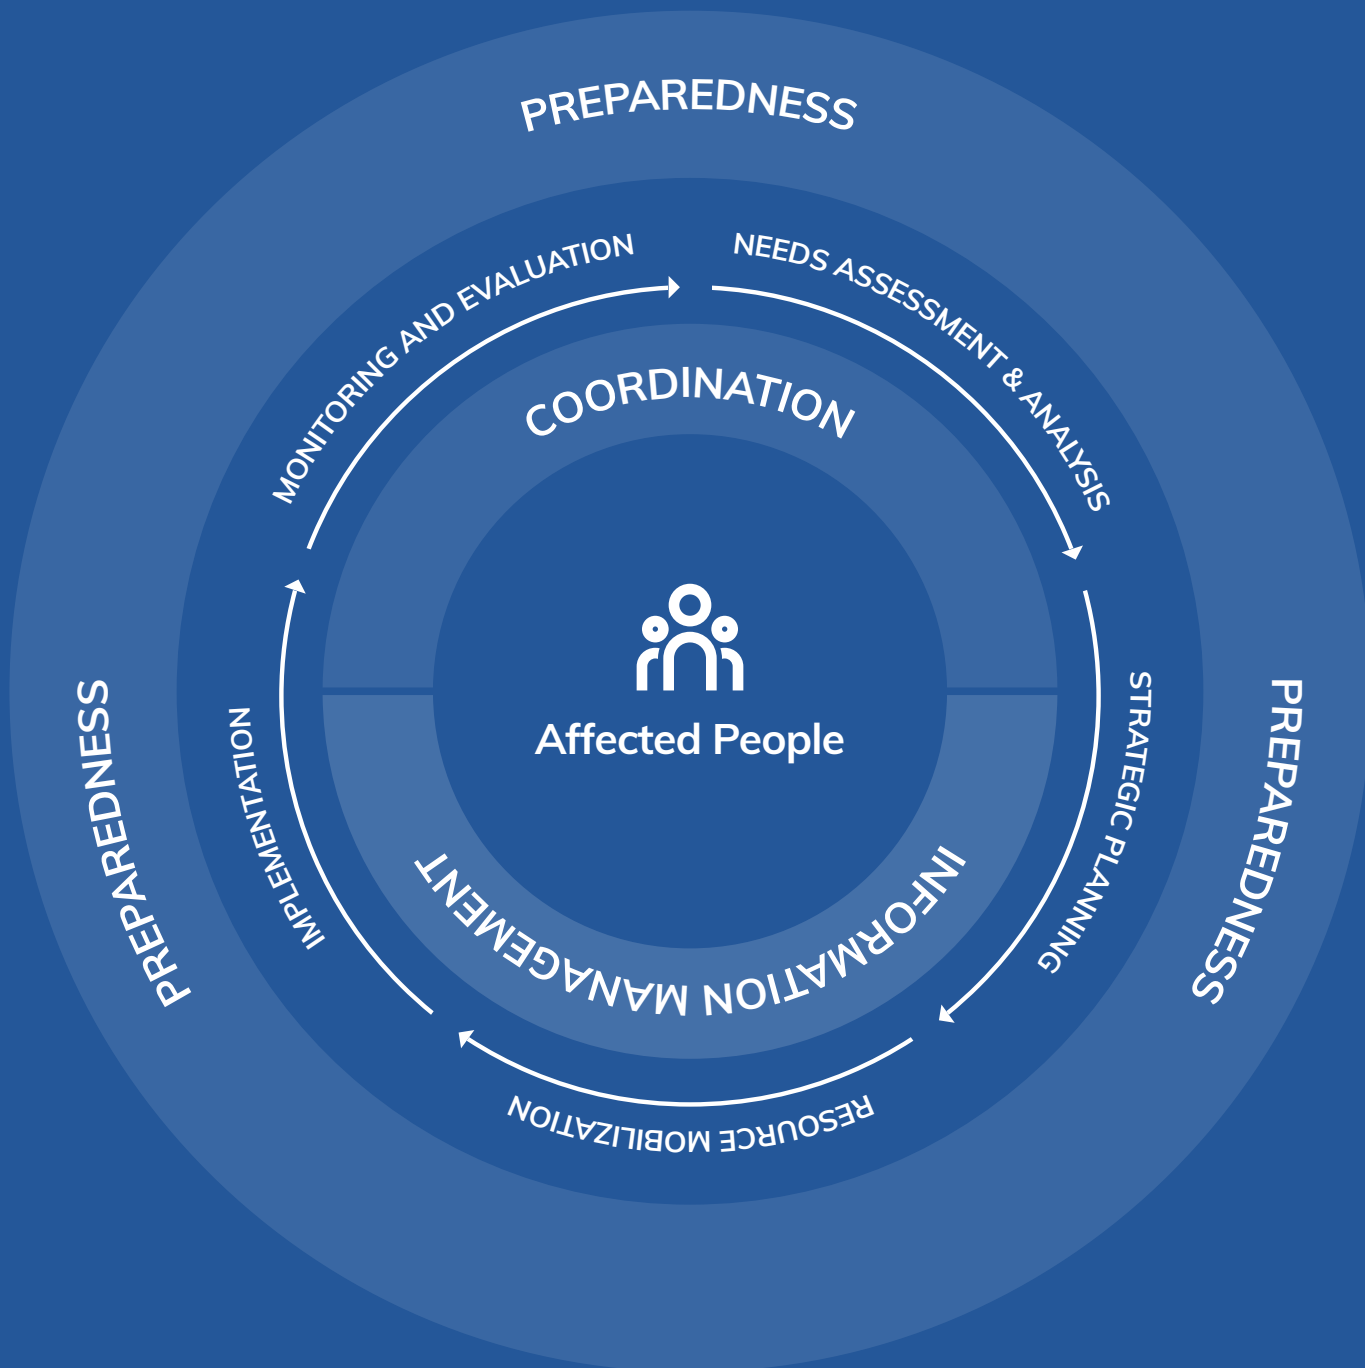 PREPAREDNESS
NEEDS ASSESSMENT & ANALYSIS
STRATEGIC PLANNING
RESOURCE MOBILIZATION
IMPLEMENTATION
MONITORING AND EVALUATION
COORDINATION
Affected People
INFORMATION MANAGEMENT
PREPAREDNESS
PREPAREDNESS